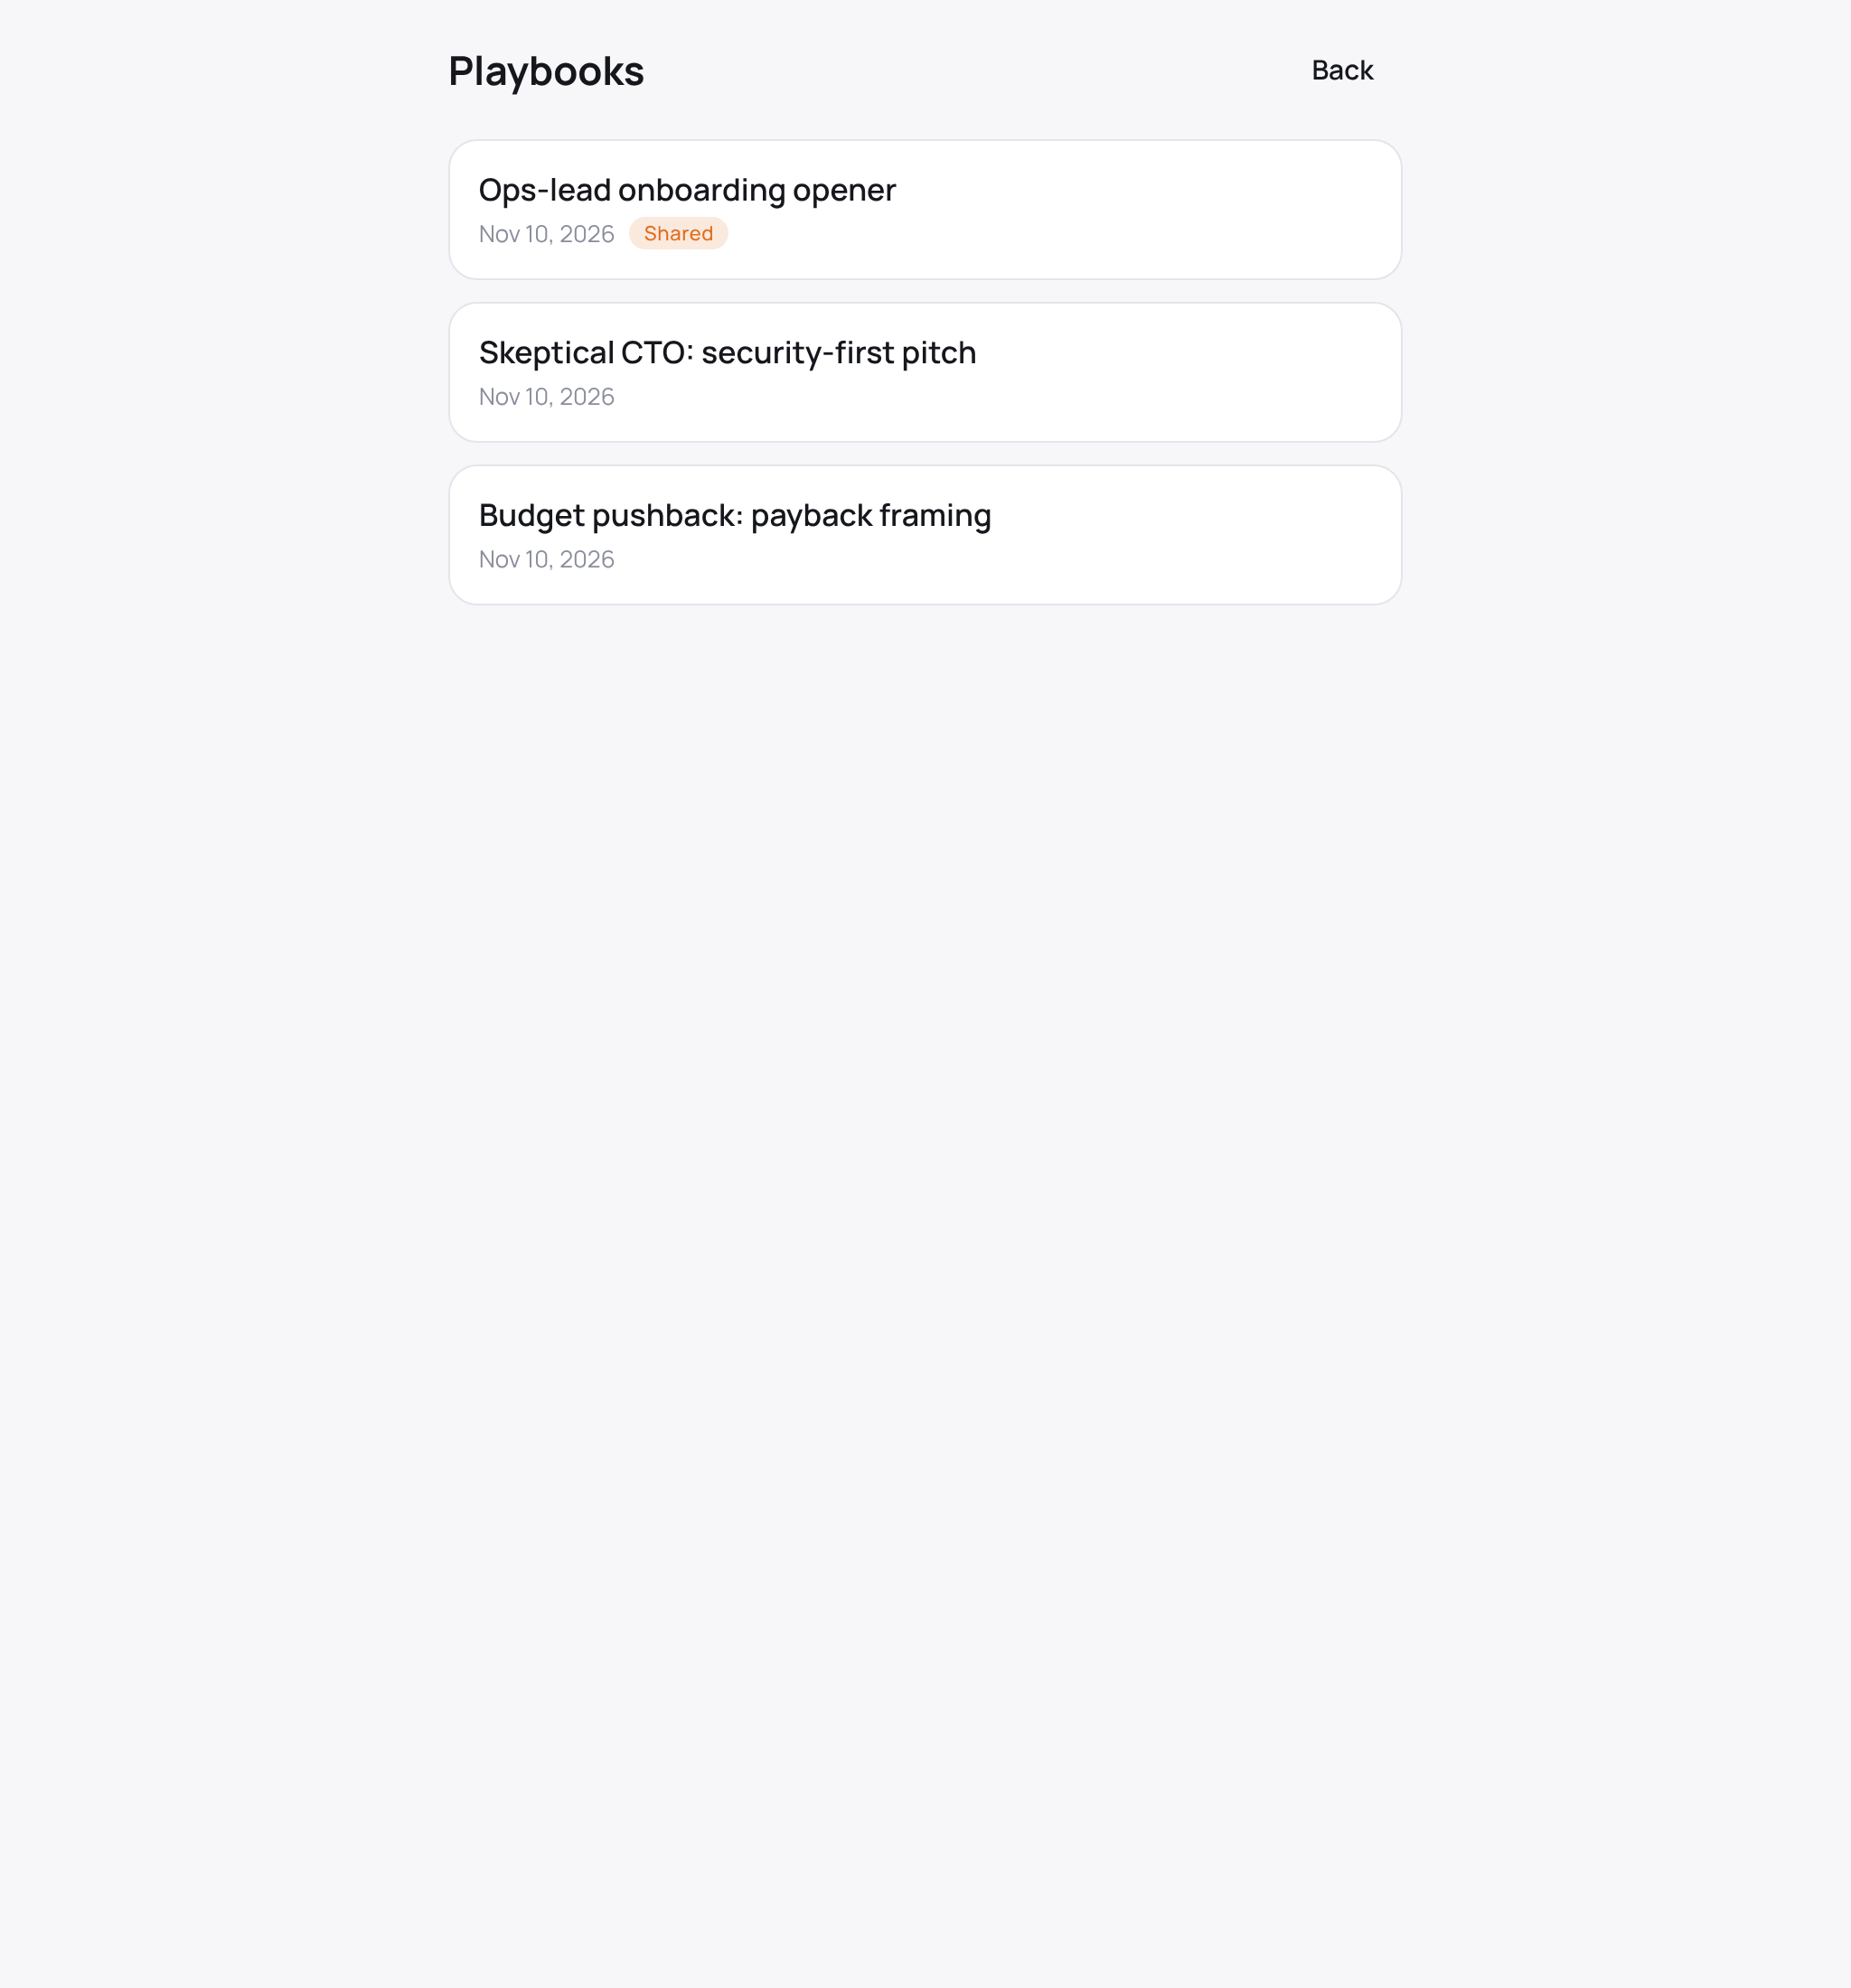 Playbooks
Back
Ops-lead onboarding opener
Nov 10, 2026 Shared
Skeptical CTO: security-first pitch
Nov 10, 2026
Budget pushback: payback framing
Nov 10, 2026